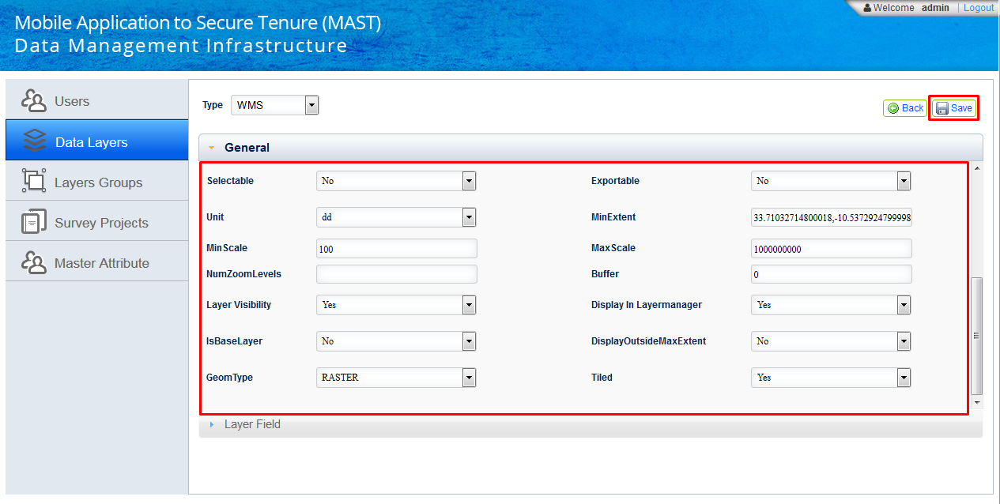 Welcome admin | Logout
Mobile Application to Secure Tenure (MAST)
Data Management Infrastructure
Users
Data Layers
Layers Groups
Survey Projects
Master Attribute
Type WMS
Back Save
General
Selectable No Exportable No
Unit dd MinExtent 33.71032714800018,-10.5372924799998
MinScale 100 MaxScale 1000000000
NumZoomLevels Buffer 0
Layer Visibility Yes Display In Layermanager Yes
IsBaseLayer No DisplayOutsideMaxExtent No
GeomType RASTER Tiled Yes
Layer Field